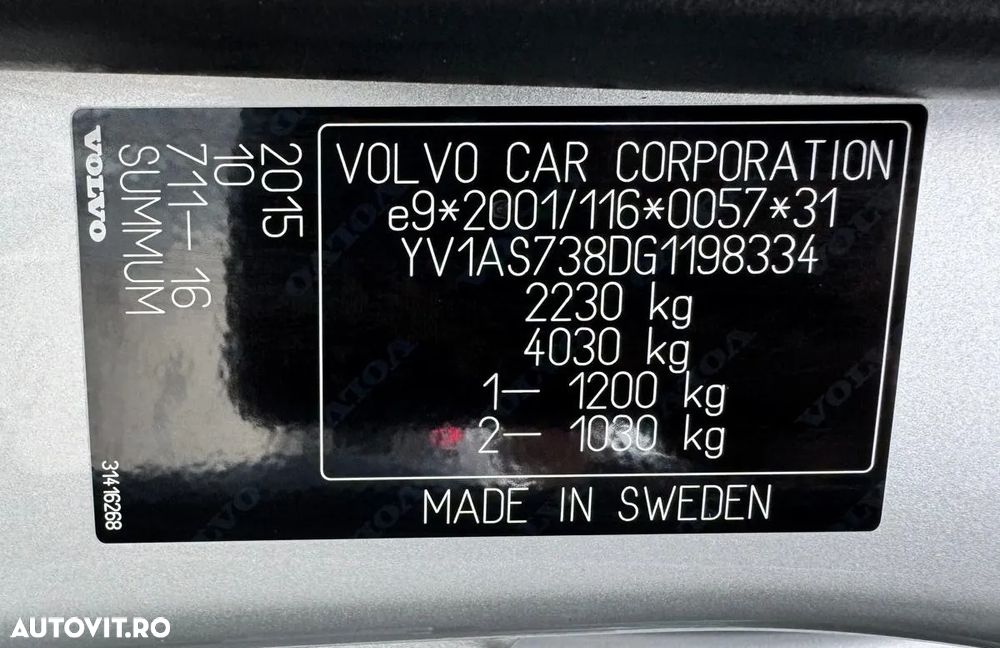 VOLVO
SUMMUM
711—16
10
2015
VOLVO CAR CORPORATION
e9*2001/116*0057*31
YV1AS738DG1198334
2230 kg
4030 kg
1— 1200 kg
2— 1030 kg
MADE IN SWEDEN
31416268
AUTOVIT.RO